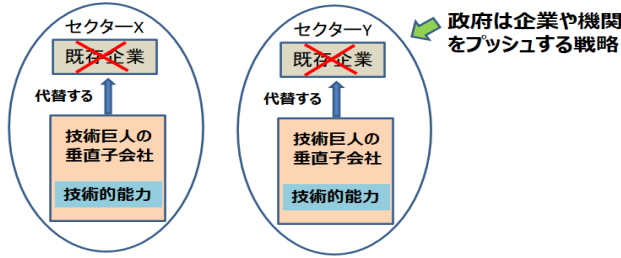 セクターX
既存企業
代替する
技術巨人の
垂直子会社
技術的能力
セクターY
既存企業
代替する
技術巨人の
垂直子会社
技術的能力
政府は企業や機関
をプッシュする戦略